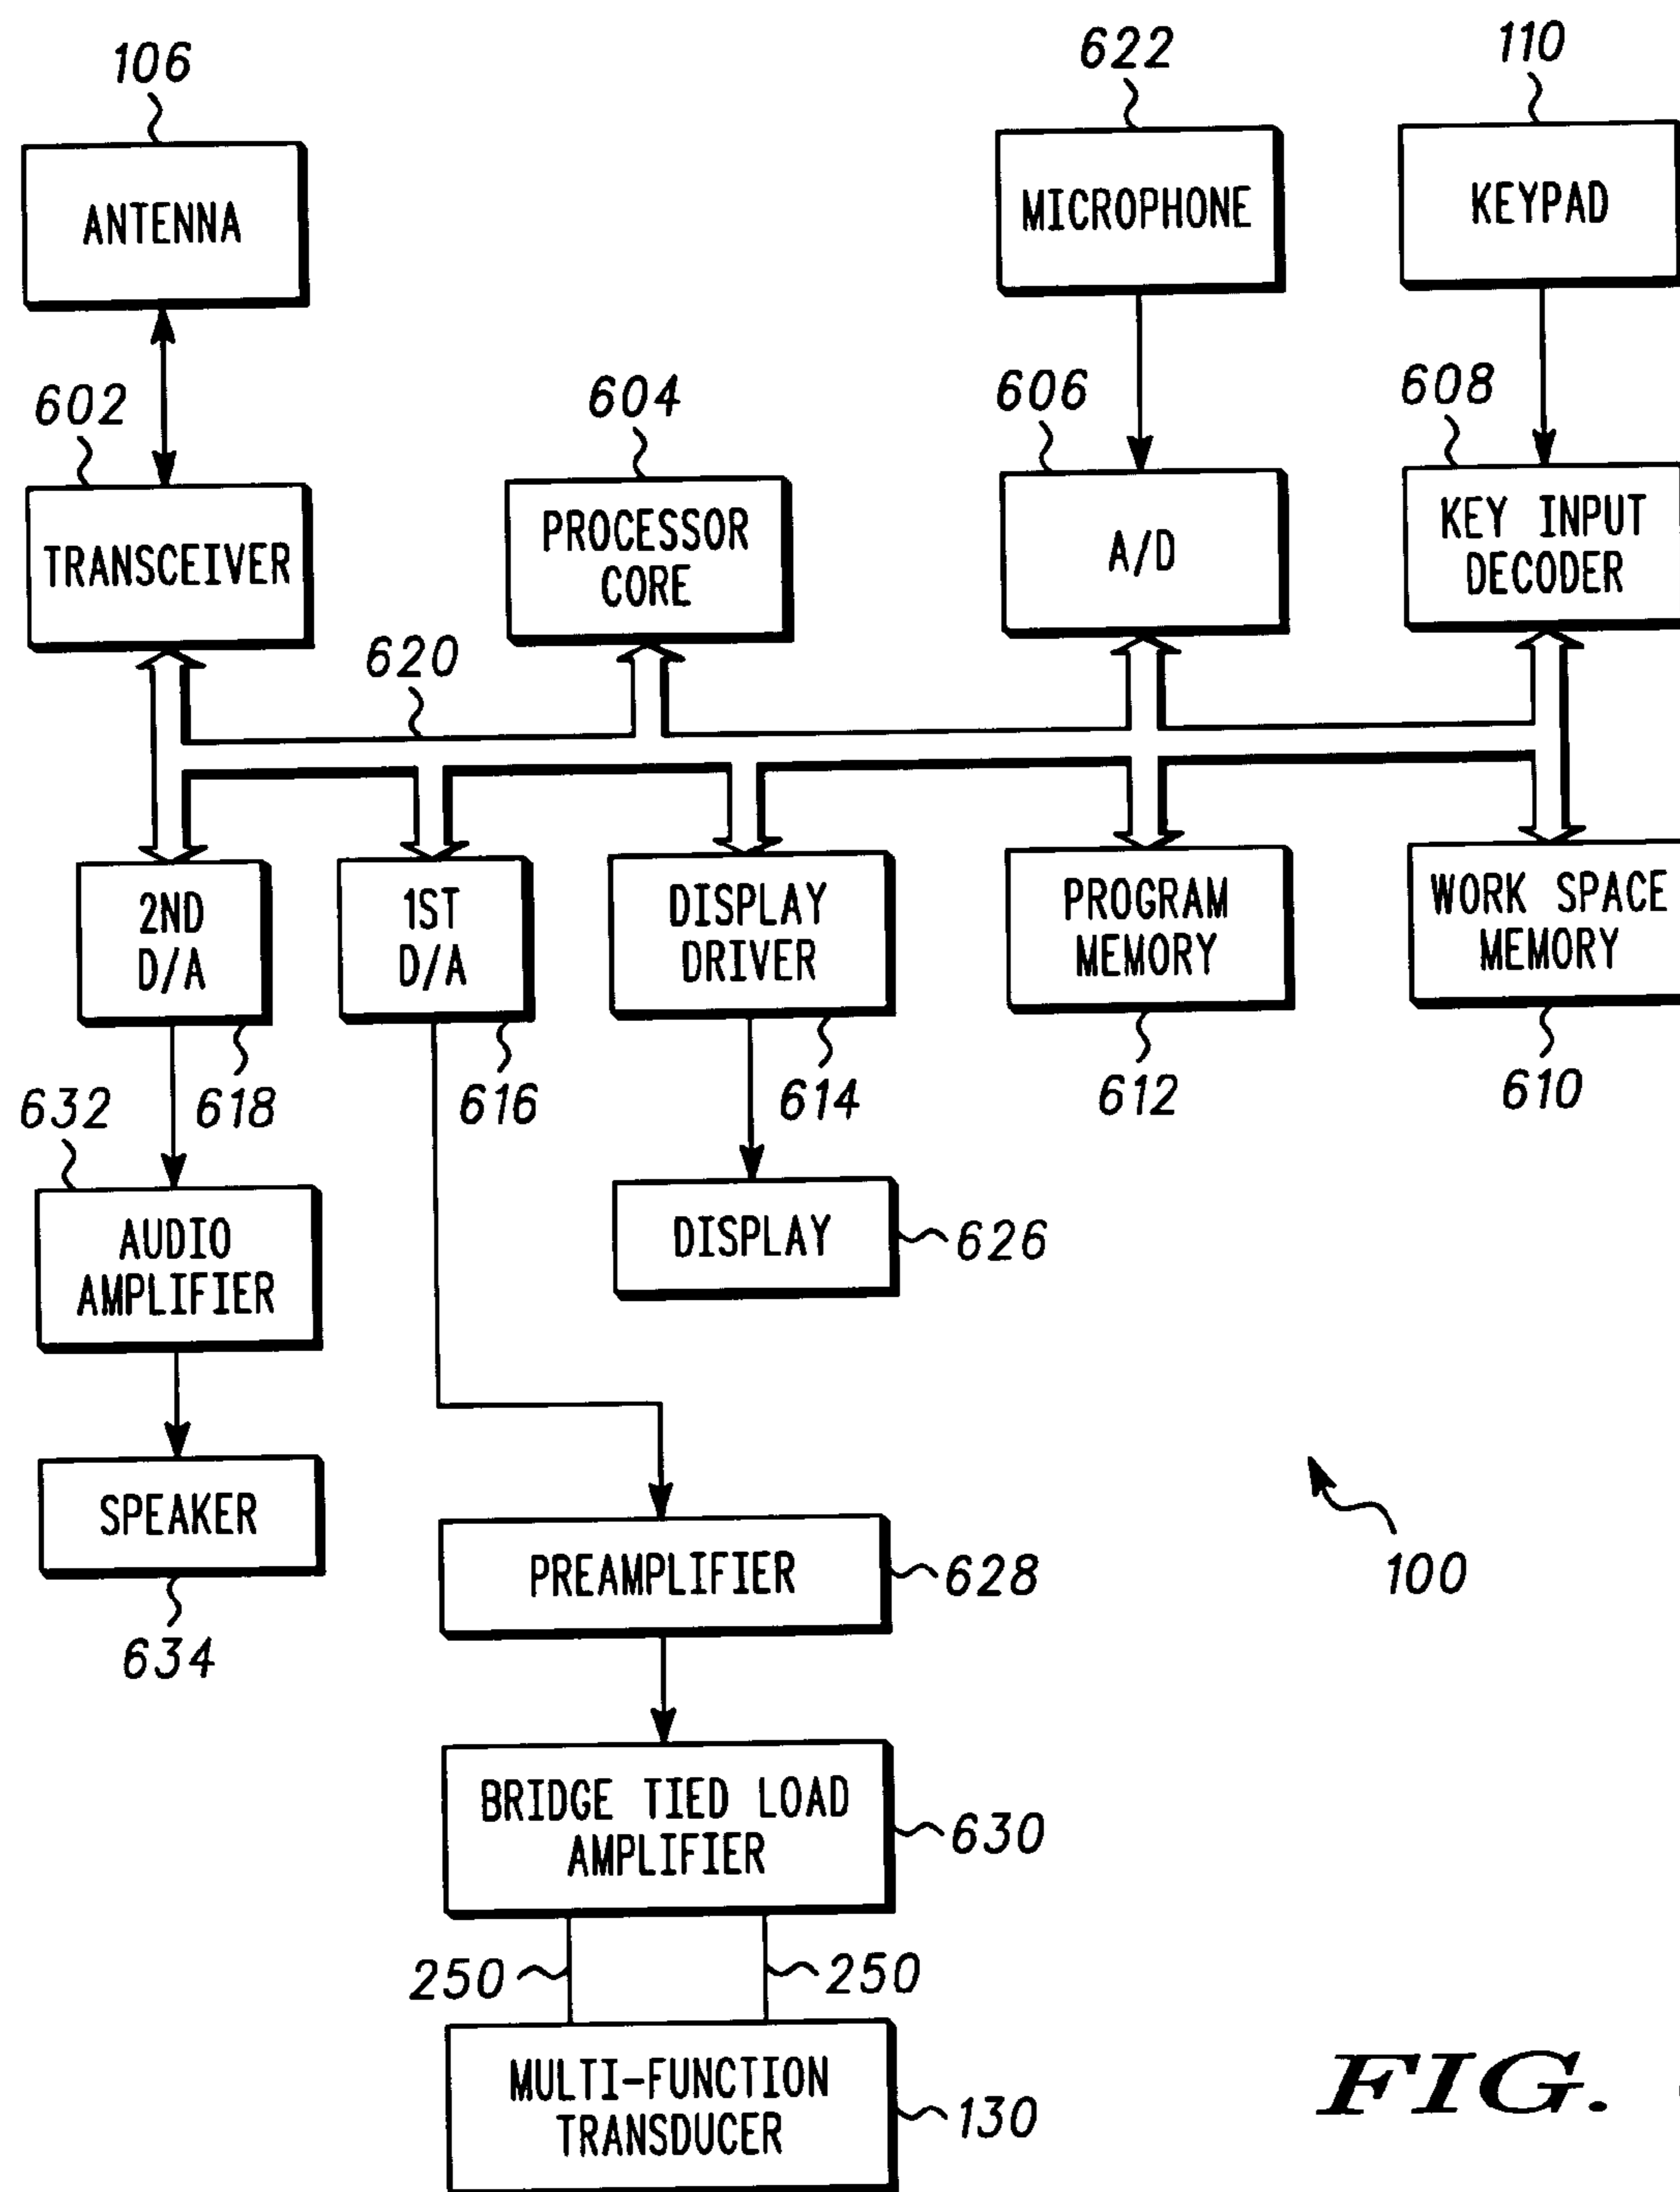 106
622
110
ANTENNA
MICROPHONE
KEYPAD
602
604
606
608
TRANSCEIVER
PROCESSOR
CORE
A/D
KEY INPUT
DECODER
620
2ND
D/A
1ST
D/A
DISPLAY
DRIVER
PROGRAM
MEMORY
WORK SPACE
MEMORY
632
618
616
614
612
610
AUDIO
AMPLIFIER
DISPLAY
626
SPEAKER
634
PREAMPLIFIER
628
100
BRIDGE TIED LOAD
AMPLIFIER
630
250
250
MULTI-FUNCTION
TRANSDUCER
130
FIG.